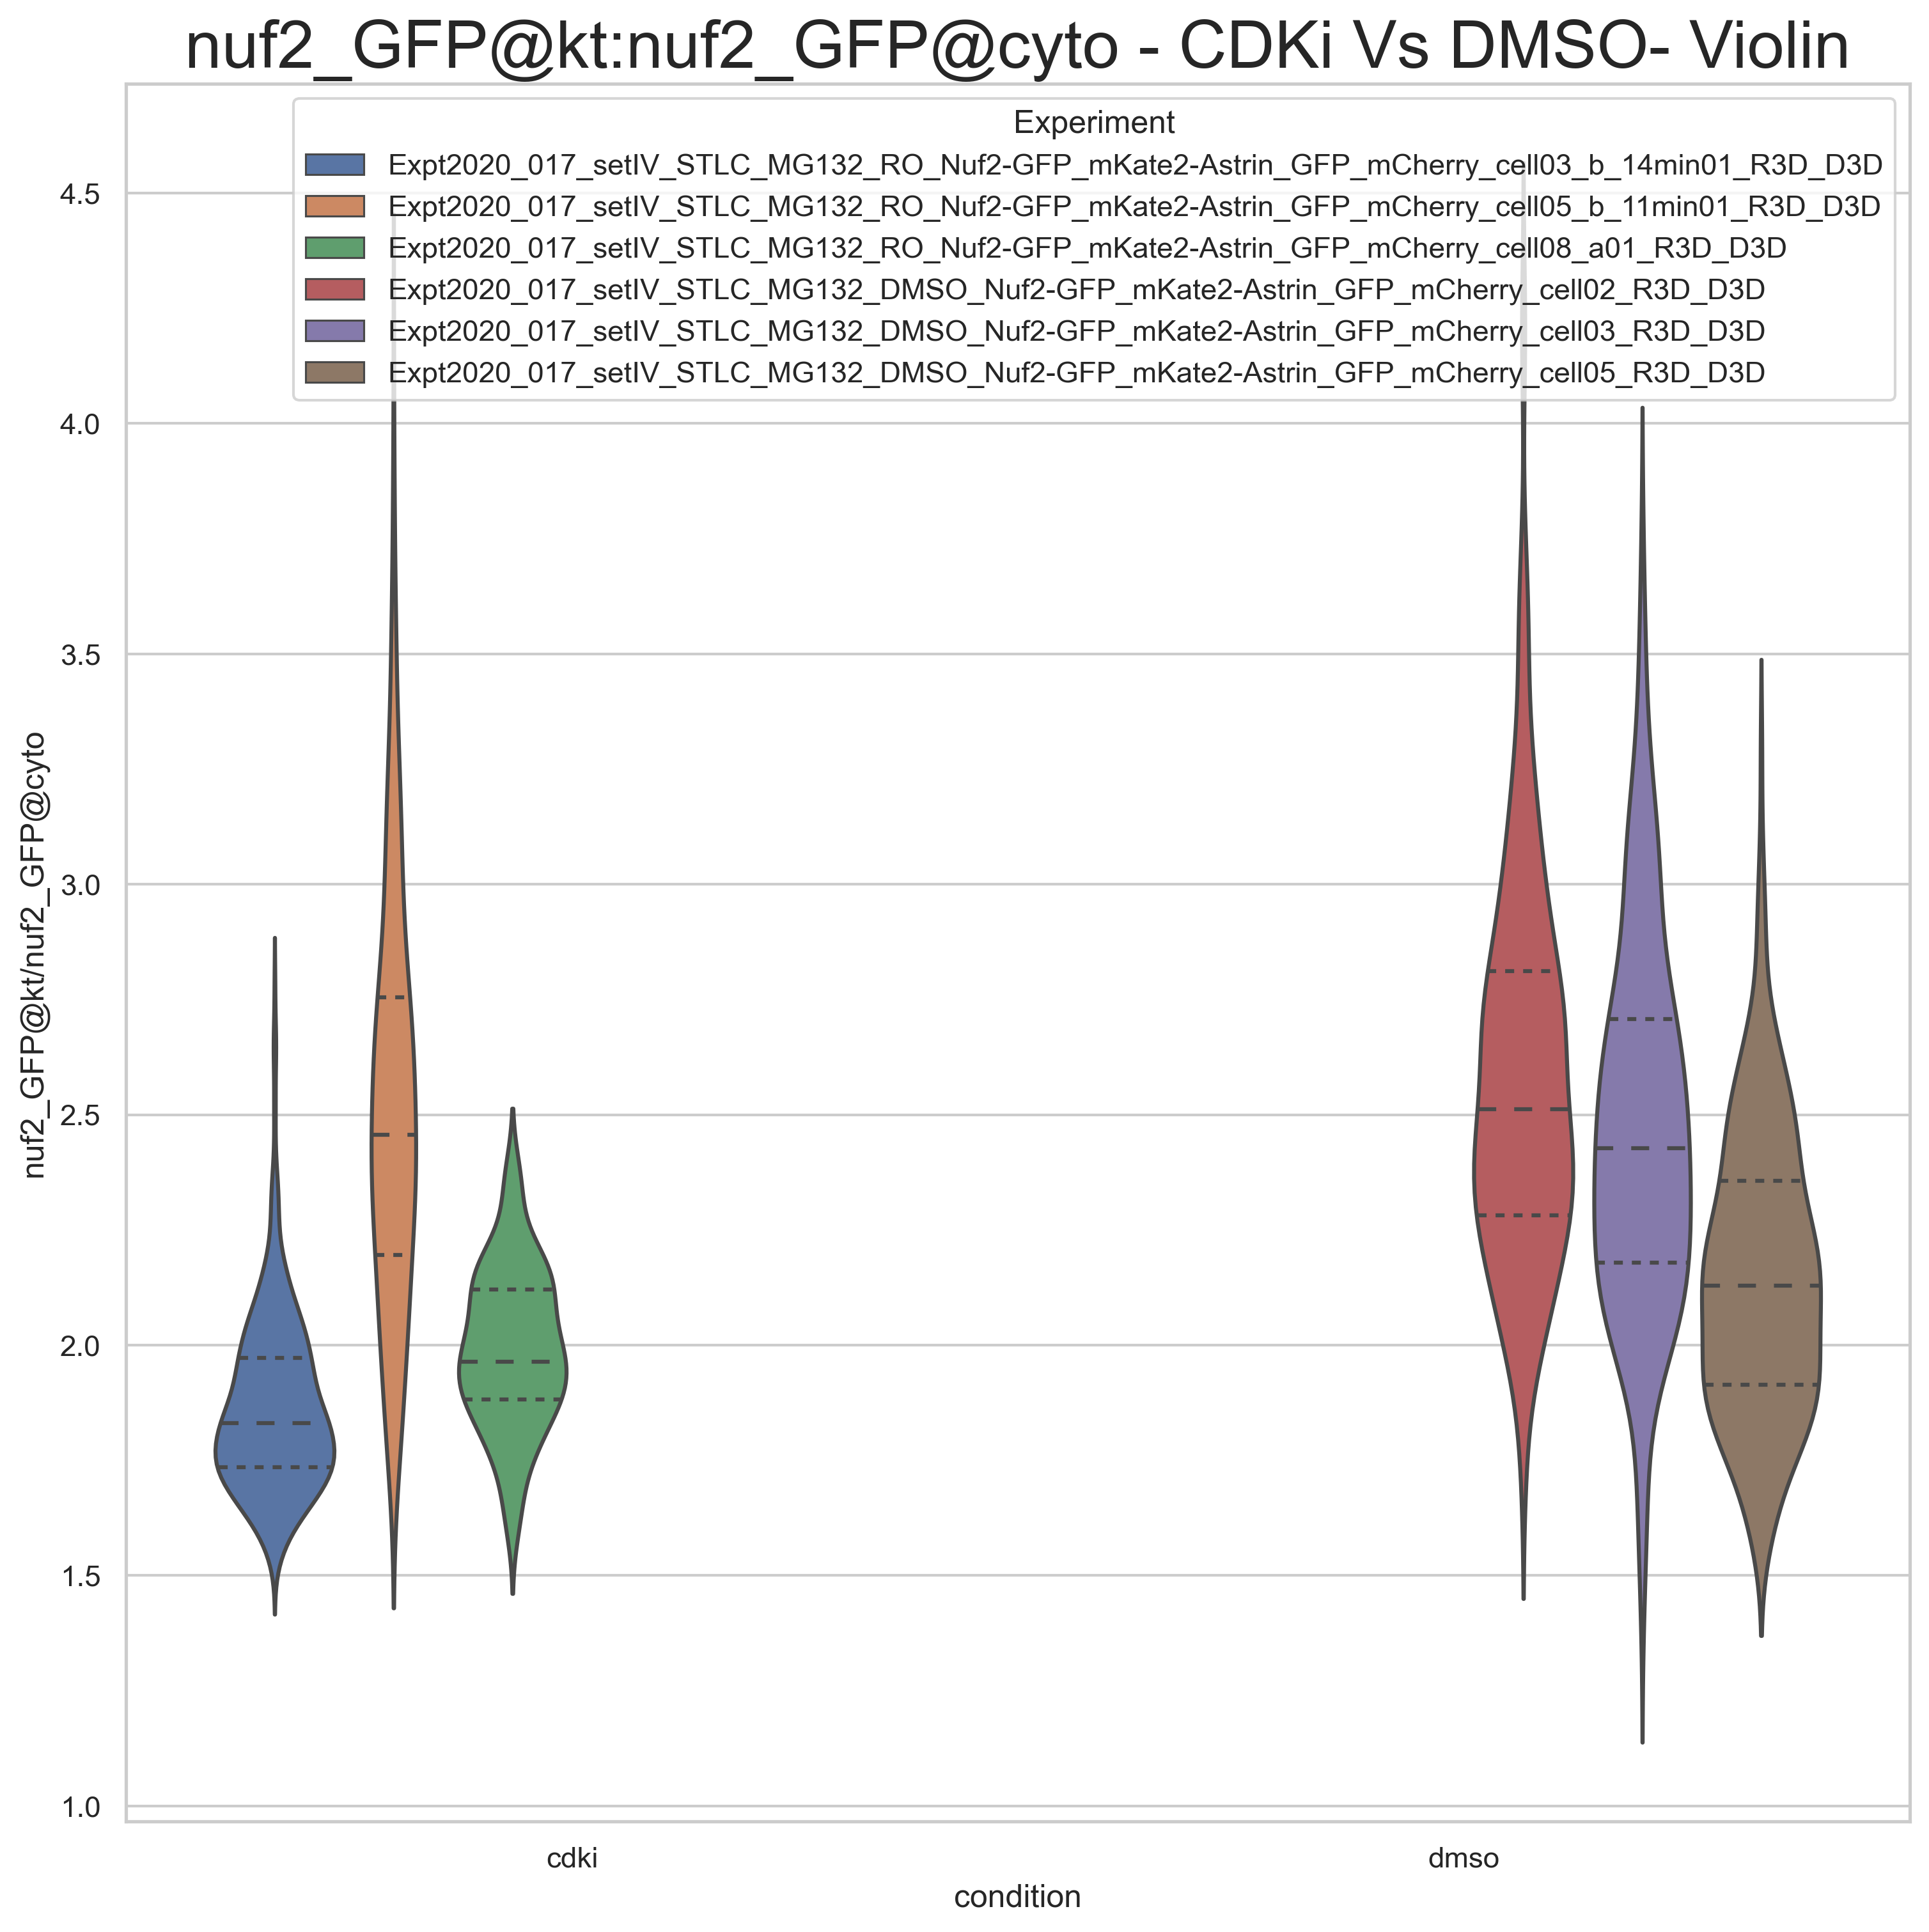 nuf2_GFP@kt:nuf2_GFP@cyto - CDKi Vs DMSO- Violin
Experiment
Expt2020_017_setIV_STLC_MG132_RO_Nuf2-GFP_mKate2-Astrin_GFP_mCherry_cell03_b_14min01_R3D_D3D
Expt2020_017_setIV_STLC_MG132_RO_Nuf2-GFP_mKate2-Astrin_GFP_mCherry_cell05_b_11min01_R3D_D3D
Expt2020_017_setIV_STLC_MG132_RO_Nuf2-GFP_mKate2-Astrin_GFP_mCherry_cell08_a01_R3D_D3D
Expt2020_017_setIV_STLC_MG132_DMSO_Nuf2-GFP_mKate2-Astrin_GFP_mCherry_cell02_R3D_D3D
Expt2020_017_setIV_STLC_MG132_DMSO_Nuf2-GFP_mKate2-Astrin_GFP_mCherry_cell03_R3D_D3D
Expt2020_017_setIV_STLC_MG132_DMSO_Nuf2-GFP_mKate2-Astrin_GFP_mCherry_cell05_R3D_D3D
nuf2_GFP@kt/nuf2_GFP@cyto
4.5
4.0
3.5
3.0
2.5
2.0
1.5
1.0
cdki
dmso
condition